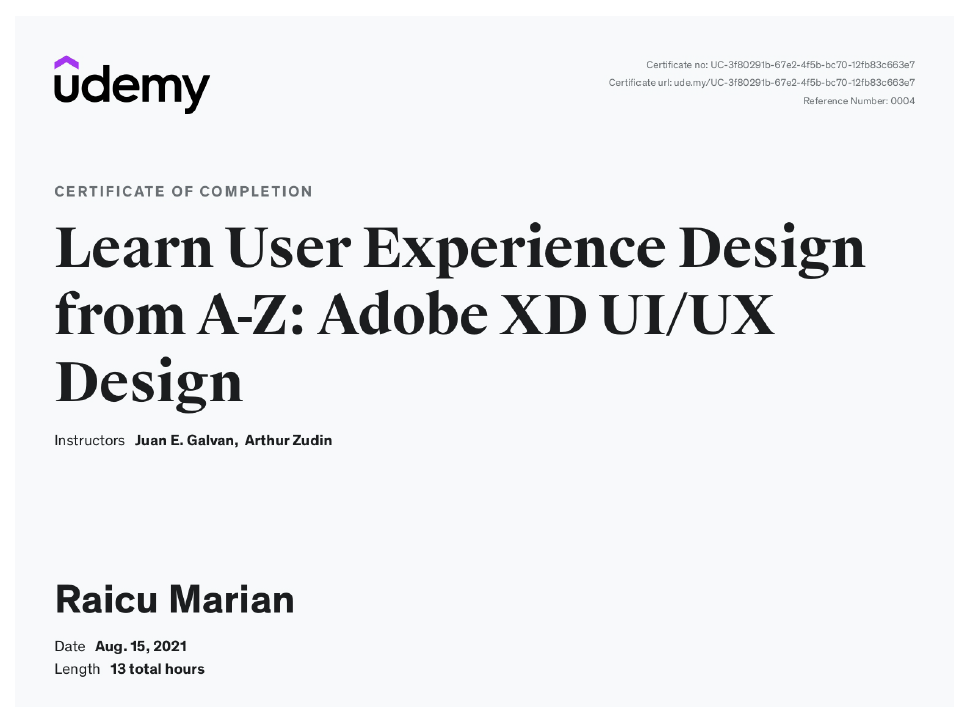 udemy
Certificate no: UC-3f80291b-67e2-4f5b-bc70-12fb83c663e7
Certificate url: ude.my/UC-3f80291b-67e2-4f5b-bc70-12fb83c663e7
Reference Number: 0004
CERTIFICATE OF COMPLETION
Learn User Experience Design
from A-Z: Adobe XD UI/UX
Design
Instructors Juan E. Galvan, Arthur Zudin
Raicu Marian
Date Aug. 15, 2021
Length 13 total hours